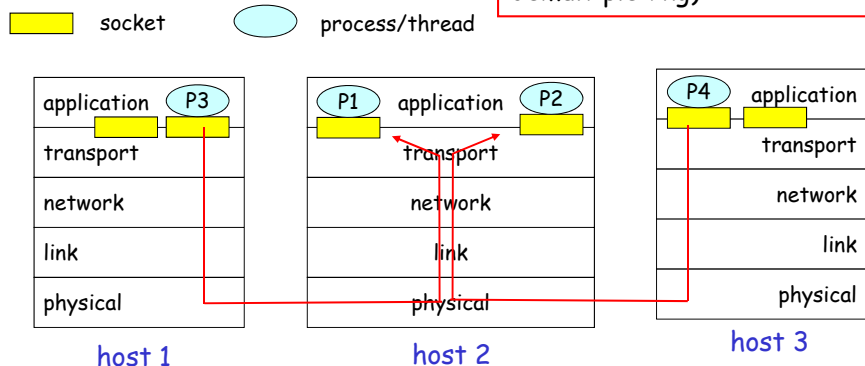 socket
process/thread
application
P3
transport
network
link
physical
host 1
P1
application
P2
transport
network
link
physical
host 2
P4
application
transport
network
link
physical
host 3